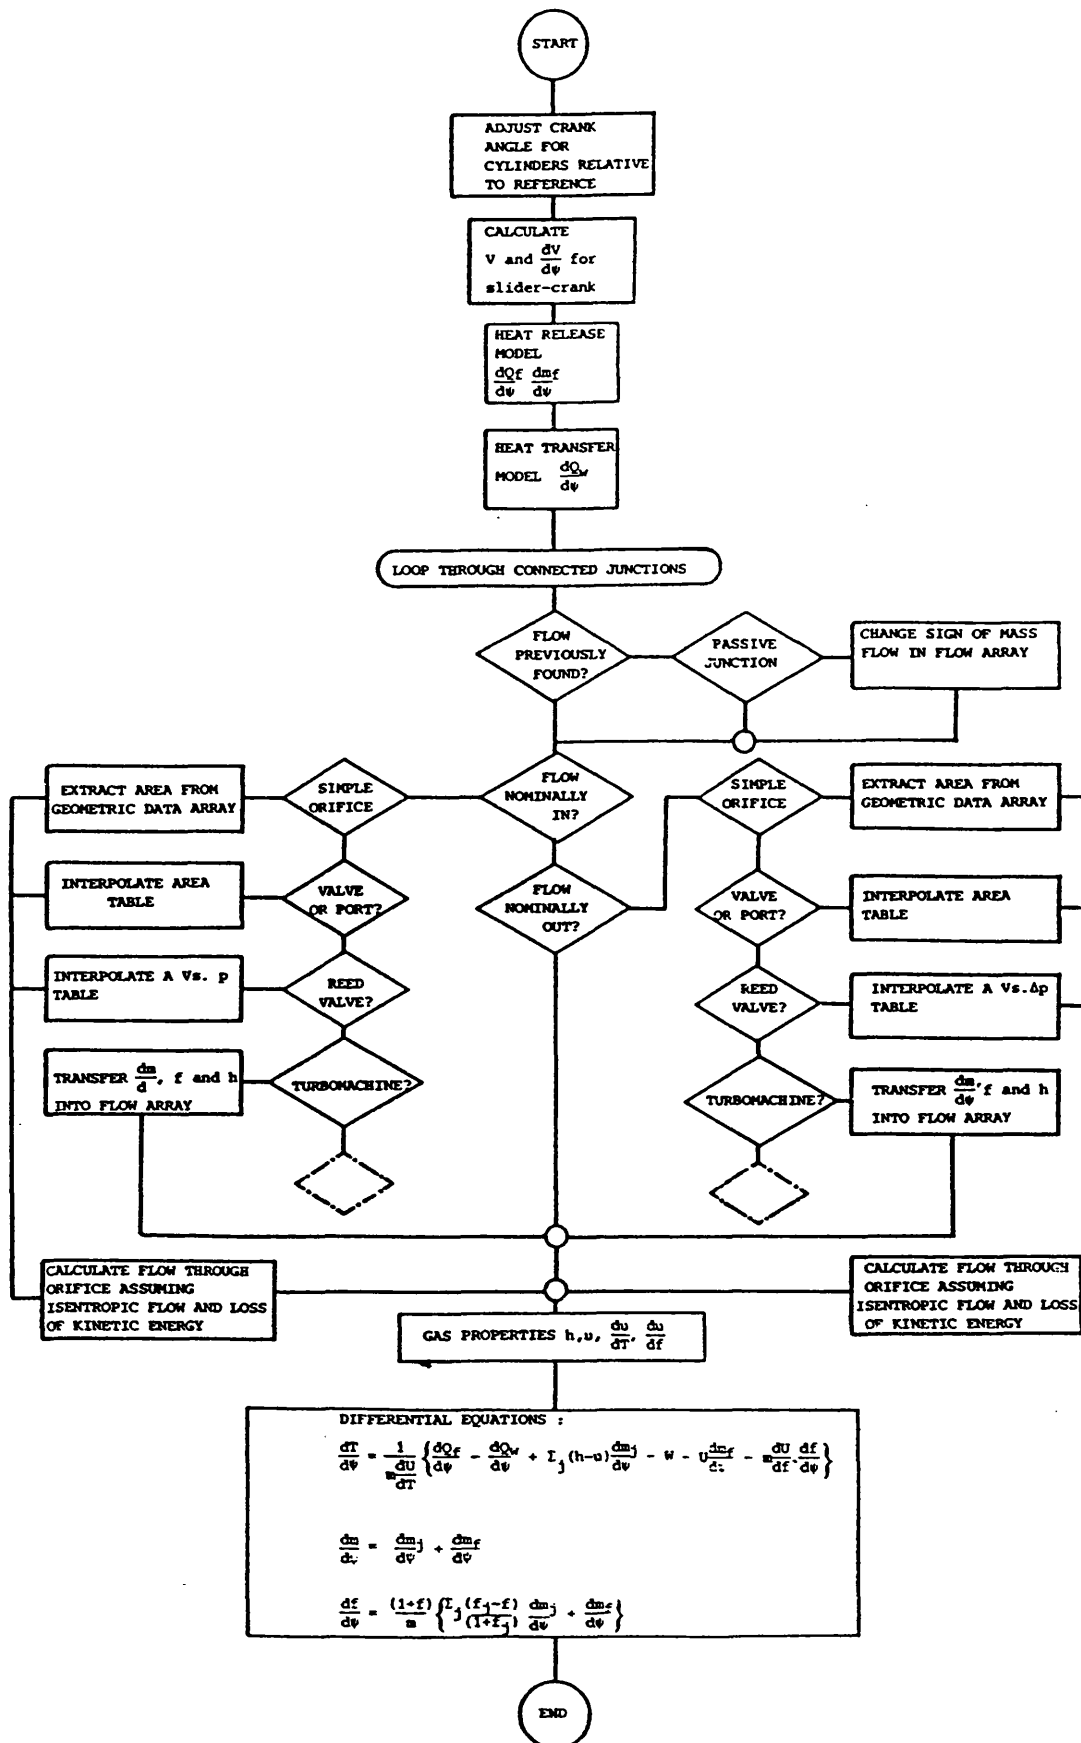 START
ADJUST CRANK
ANGLE FOR
CYLINDERS RELATIVE
TO REFERENCE
CALCULATE
V and dV/dψ for
slider-crank
HEAT RELEASE
MODEL
dQf/dψ dmf/dψ
HEAT TRANSFER
MODEL dQw/dψ
LOOP THROUGH CONNECTED JUNCTIONS
FLOW
PREVIOUSLY
FOUND?
PASSIVE
JUNCTION
CHANGE SIGN OF MASS
FLOW IN FLOW ARRAY
EXTRACT AREA FROM
GEOMETRIC DATA ARRAY
SIMPLE
ORIFICE
FLOW
NOMINALLY
IN?
SIMPLE
ORIFICE
EXTRACT AREA FROM
GEOMETRIC DATA ARRAY
INTERPOLATE AREA
TABLE
VALVE
OR PORT?
FLOW
NOMINALLY
OUT?
VALVE
OR PORT?
INTERPOLATE AREA
TABLE
INTERPOLATE A Vs. p
TABLE
REED
VALVE?
REED
VALVE?
INTERPOLATE A Vs.Δp
TABLE
TRANSFER dm/d, f and h
INTO FLOW ARRAY
TURBOMACHINE?
TURBOMACHINE?
TRANSFER dm/dψ, f and h
INTO FLOW ARRAY
CALCULATE FLOW THROUGH
ORIFICE ASSUMING
ISENTROPIC FLOW AND LOSS
OF KINETIC ENERGY
CALCULATE FLOW THROUGH
ORIFICE ASSUMING
ISENTROPIC FLOW AND LOSS
OF KINETIC ENERGY
GAS PROPERTIES h,u, du/dT, du/df
DIFFERENTIAL EQUATIONS :
dT/dψ = 1/(m dU/dT) {dQf/dψ - dQw/dψ + Σj(h-u)dmj/dψ - W - U dmf/dψ - m dU/df.df/dψ}
dm/dψ = dmj/dψ + dmf/dψ
df/dψ = (1+f)/m {Σj(fj-f)/(1+fj) dmj/dψ + dmf/dψ}
END